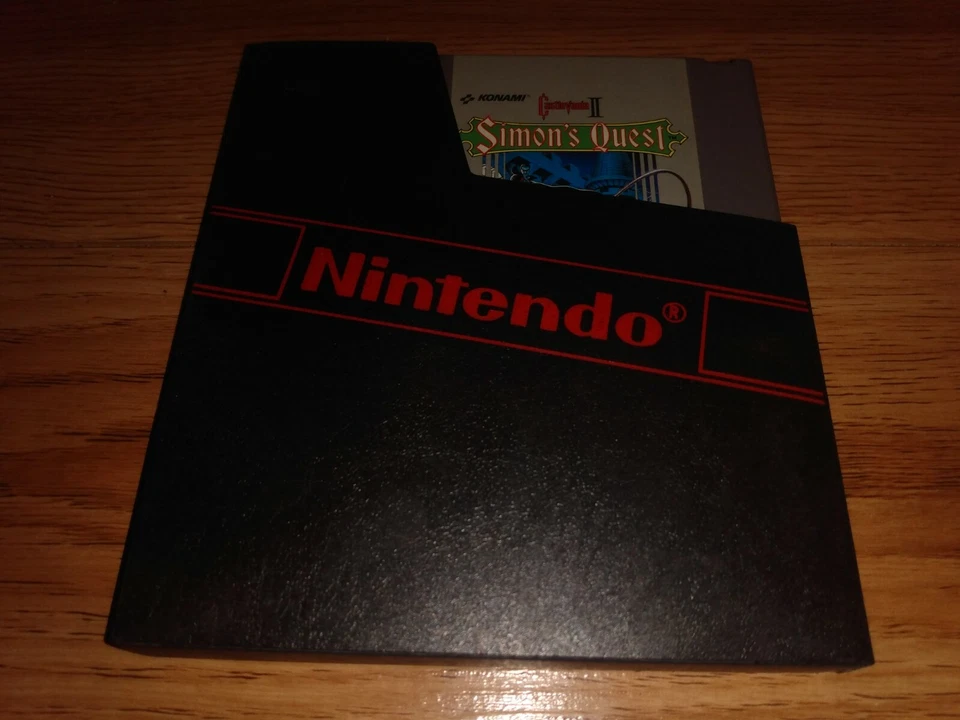 KONAMI
Castlevania II
Simon's Quest
Nintendo®